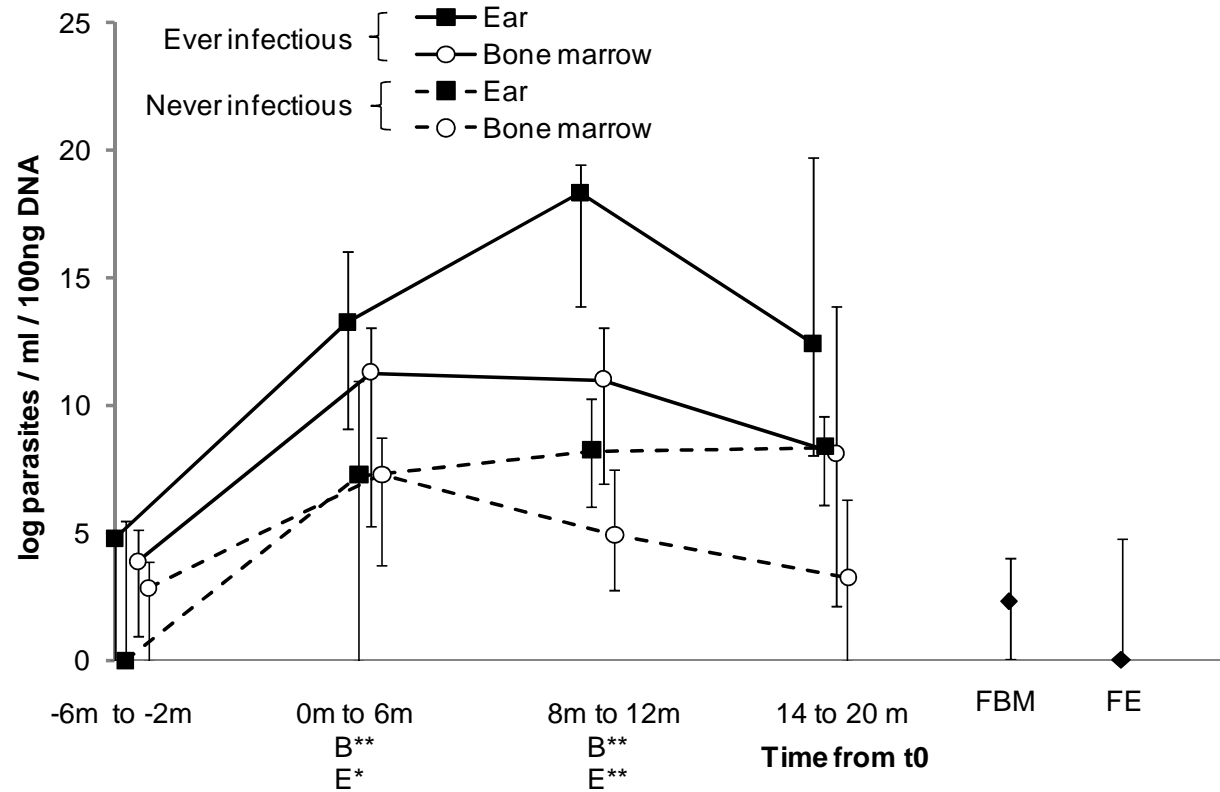 25
Ever infectious
Ear
Bone marrow
Never infectious
Ear
Bone marrow
20
15
10
5
0
log parasites / ml / 100ng DNA
-6m to -2m
0m to 6m
8m to 12m
14 to 20 m
FBM
FE
B**
B**
Time from t0
E*
E**